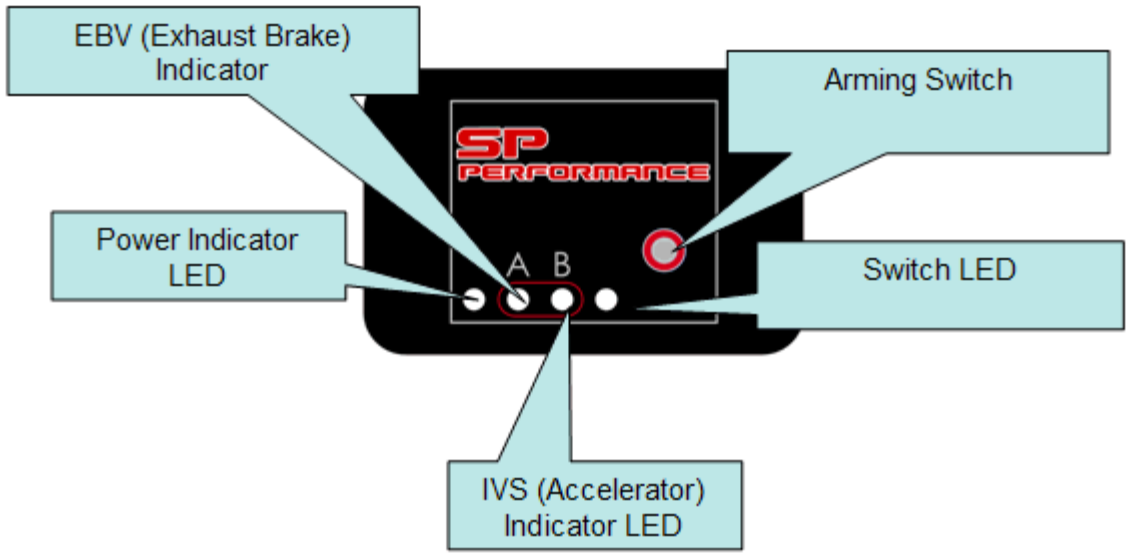 EBV (Exhaust Brake)
Indicator
Arming Switch
SP
PERFORMANCE
Power Indicator
LED
A B
Switch LED
IVS (Accelerator)
Indicator LED